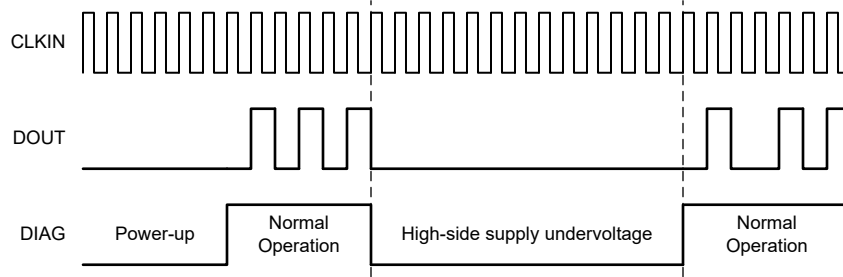 CLKIN
DOUT
DIAG
Power-up
Normal
Operation
High-side supply undervoltage
Normal
Operation